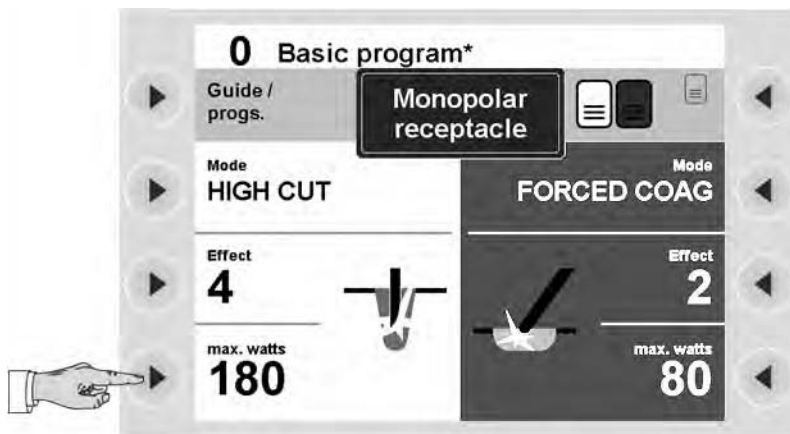 0 Basic program*
Guide /
progs.
Monopolar
receptacle
Mode
HIGH CUT
Mode
FORCED COAG
Effect
4
Effect
2
max. watts
180
max. watts
80